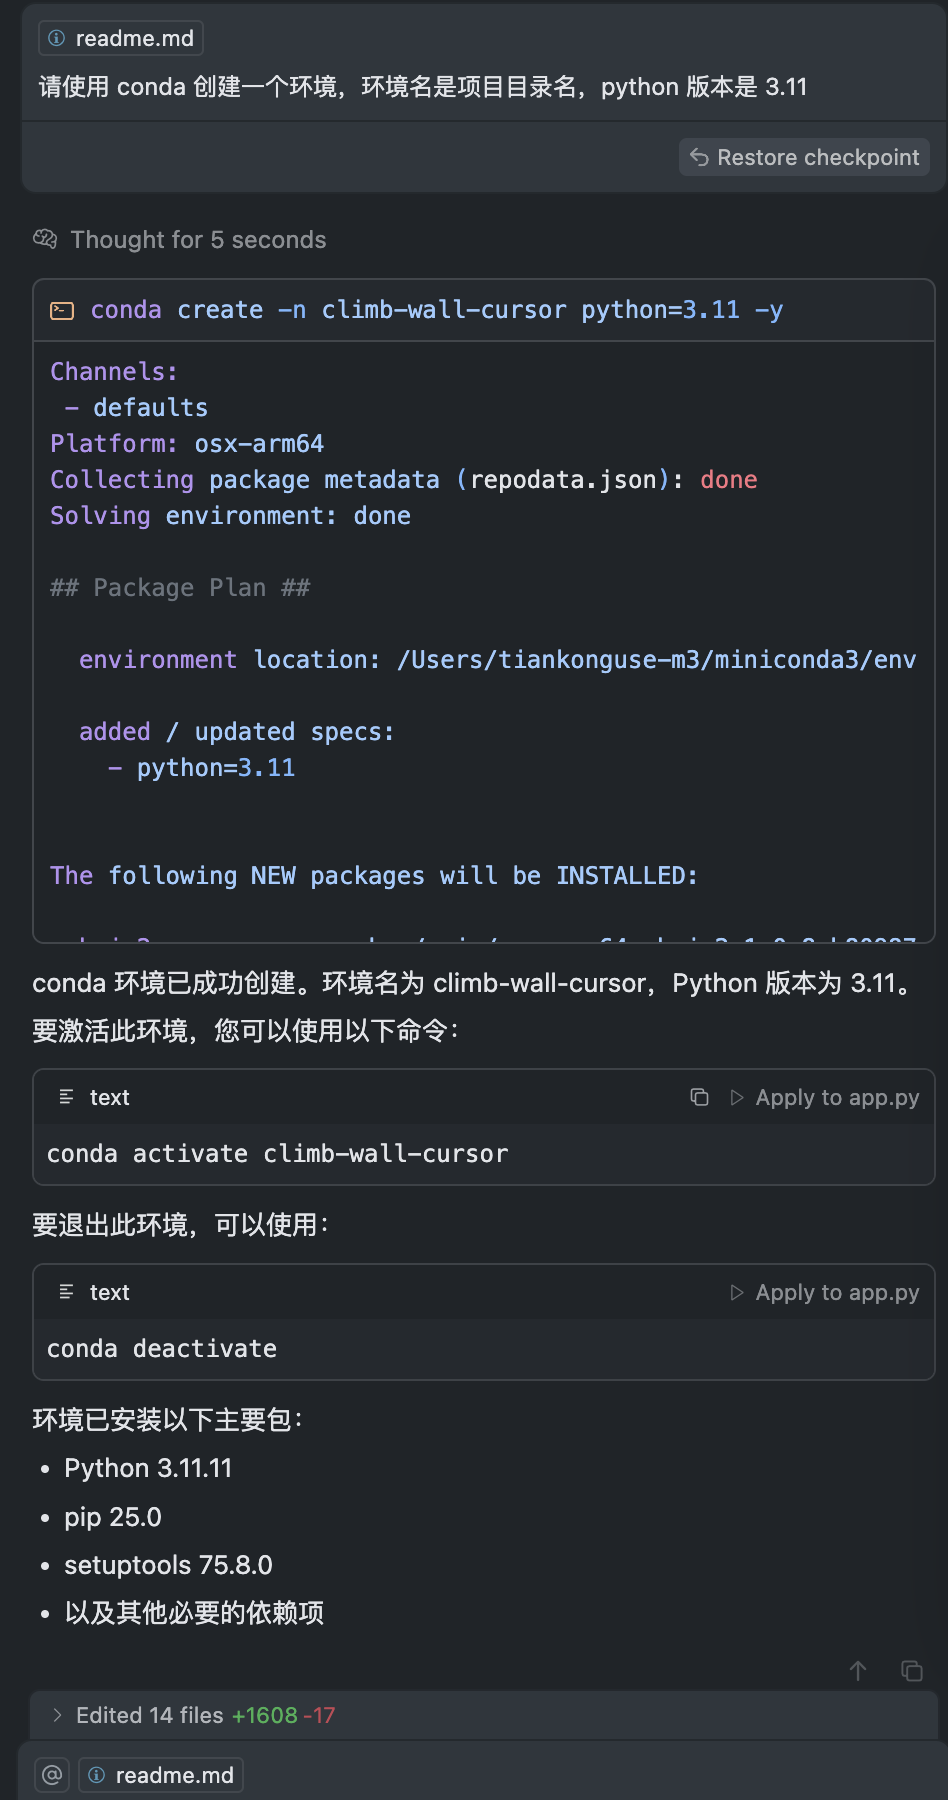 readme.md
请使用 conda 创建一个环境，环境名是项目目录名，python 版本是 3.11
Restore checkpoint
Thought for 5 seconds
conda create -n climb-wall-cursor python=3.11 -y
Channels:
 - defaults
Platform: osx-arm64
Collecting package metadata (repodata.json): done
Solving environment: done
## Package Plan ##
  environment location: /Users/tiankonguse-m3/miniconda3/env
  added / updated specs:
    - python=3.11
The following NEW packages will be INSTALLED:
conda 环境已成功创建。环境名为 climb-wall-cursor，Python 版本为 3.11。
要激活此环境，您可以使用以下命令：
text
Apply to app.py
conda activate climb-wall-cursor
要退出此环境，可以使用：
text
Apply to app.py
conda deactivate
环境已安装以下主要包：
• Python 3.11.11
• pip 25.0
• setuptools 75.8.0
• 以及其他必要的依赖项
> Edited 14 files +1608 -17
@ readme.md